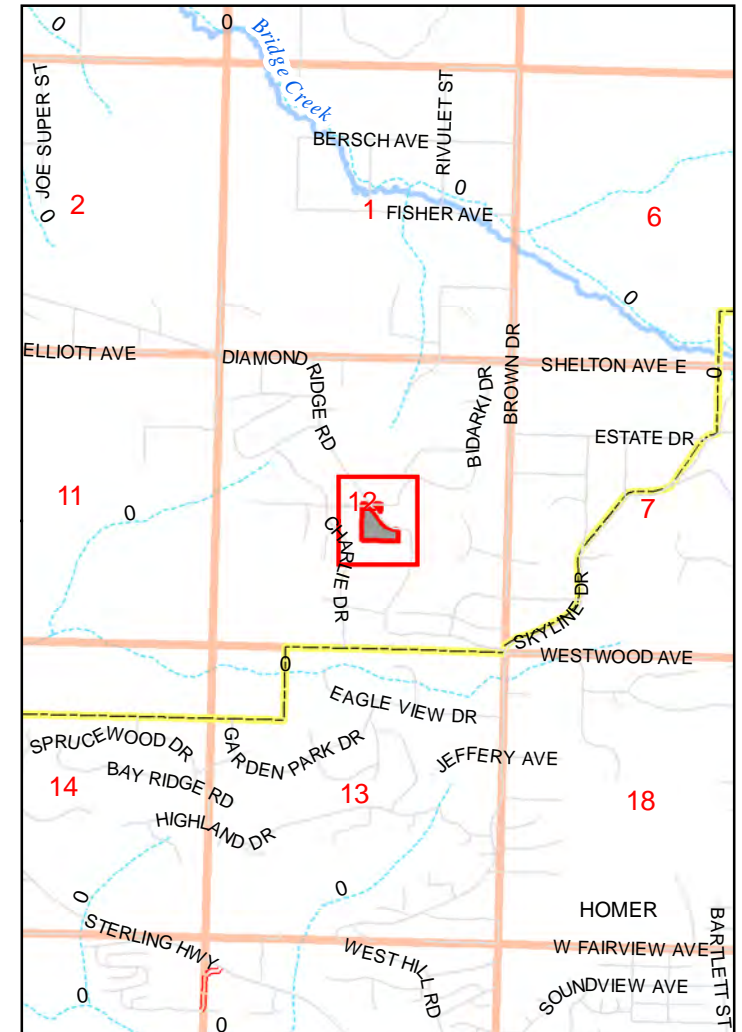 0
0
Bridge Creek
JOE SUPER ST
RIVULET ST
BERSCH AVE
0
2
0
1
FISHER AVE
6
0
ELLIOTT AVE
DIAMOND RIDGE RD
BROWN DR
SHELTON AVE E
0
BIDARKI DR
ESTATE DR
11
0
12
7
CHARLIE DR
SKYLINE DR
0
WESTWOOD AVE
EAGLE VIEW DR
SPRUCEWOOD DR
GARDEN PARK DR
JEFFERY AVE
BAY RIDGE RD
14
13
18
HIGHLAND DR
0
0
HOMER
STERLING HWY
WEST HILL RD
W FAIRVIEW AVE
BARTLETT ST
SOUNDVIEW AVE
0
0